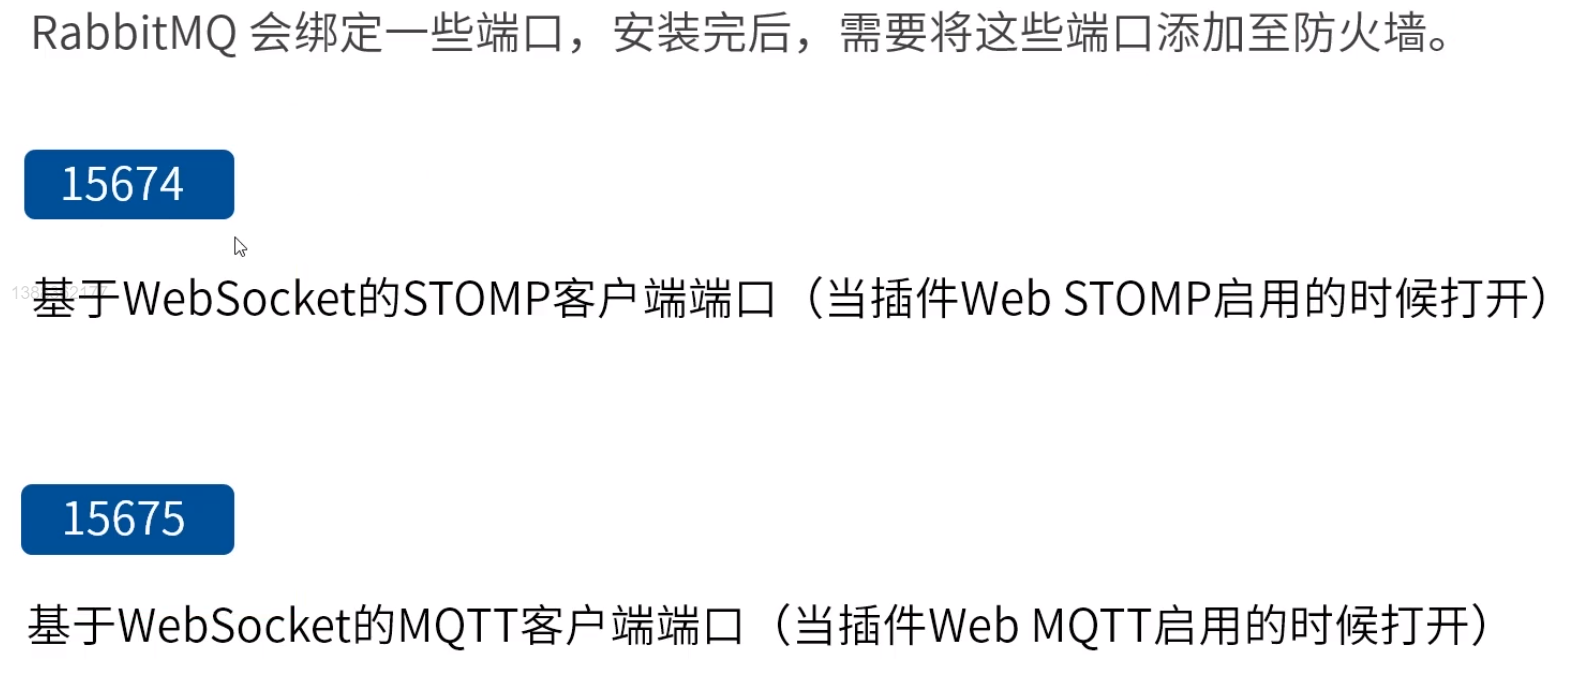 RabbitMQ 会绑定一些端口，安装完后，需要将这些端口添加至防火墙。
15674
基于WebSocket的STOMP客户端端口（当插件Web STOMP启用的时候打开）
15675
基于WebSocket的MQTT客户端端口（当插件Web MQTT启用的时候打开）